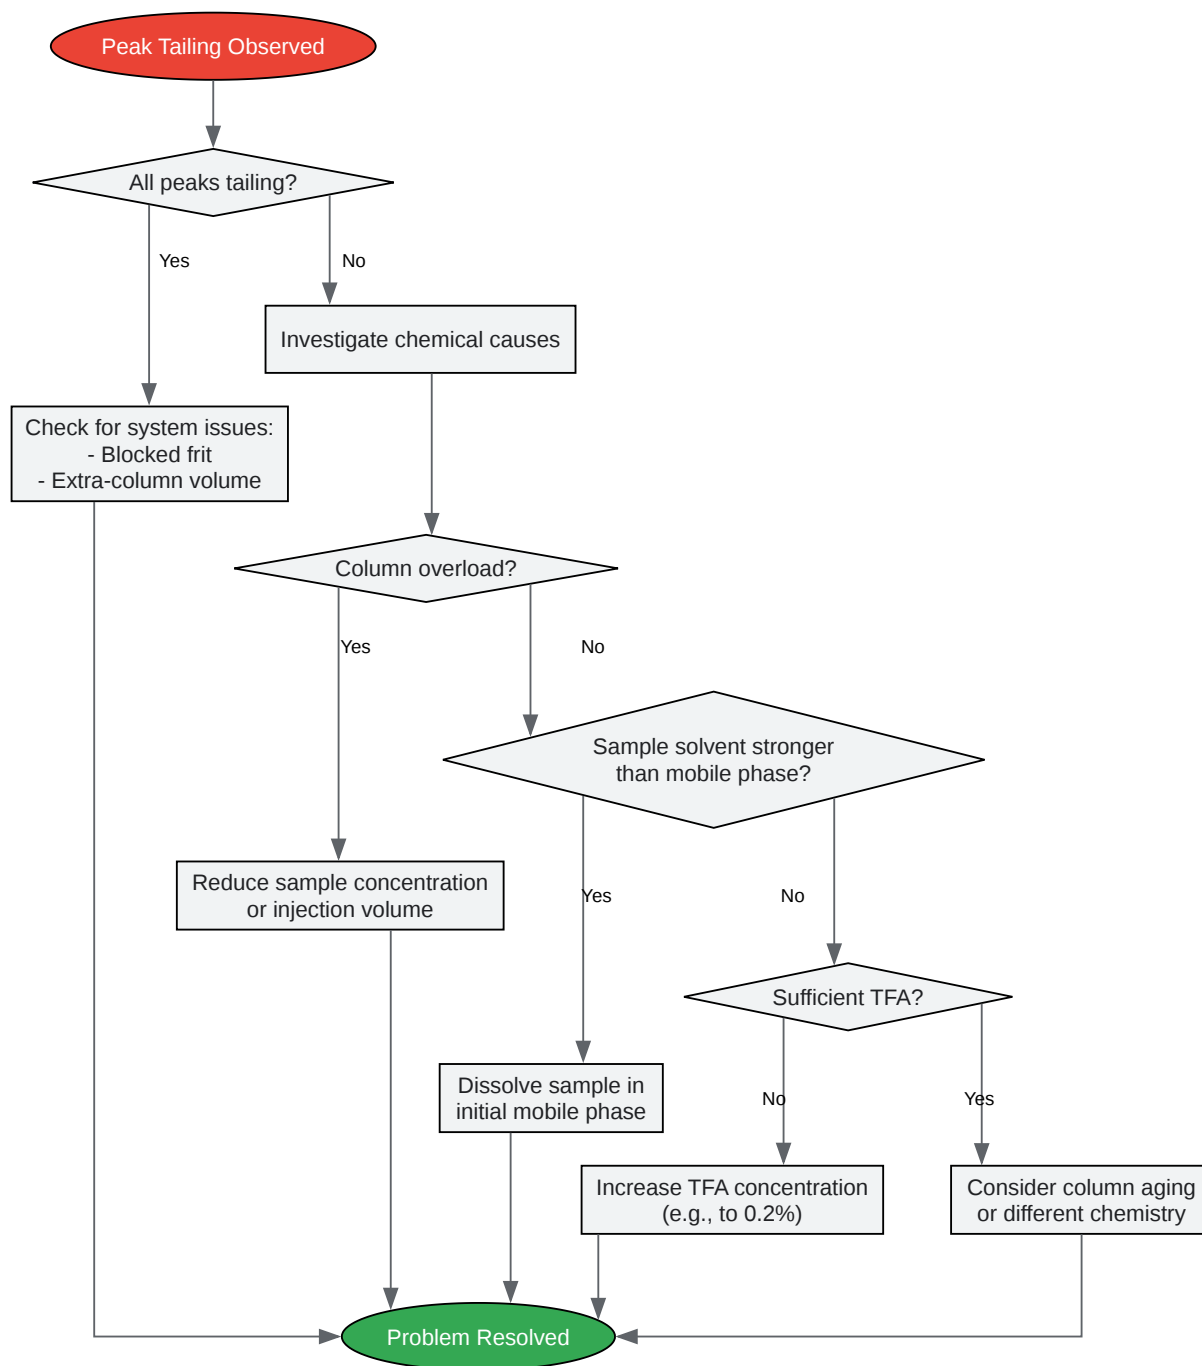 Peak Tailing Observed
All peaks tailing?
Yes
No
Investigate chemical causes
Check for system issues:
- Blocked frit
- Extra-column volume
Column overload?
Yes
No
Sample solvent stronger
than mobile phase?
Reduce sample concentration
or injection volume
Yes
No
Sufficient TFA?
Dissolve sample in
initial mobile phase
No
Yes
Increase TFA concentration
(e.g., to 0.2%)
Consider column aging
or different chemistry
Problem Resolved